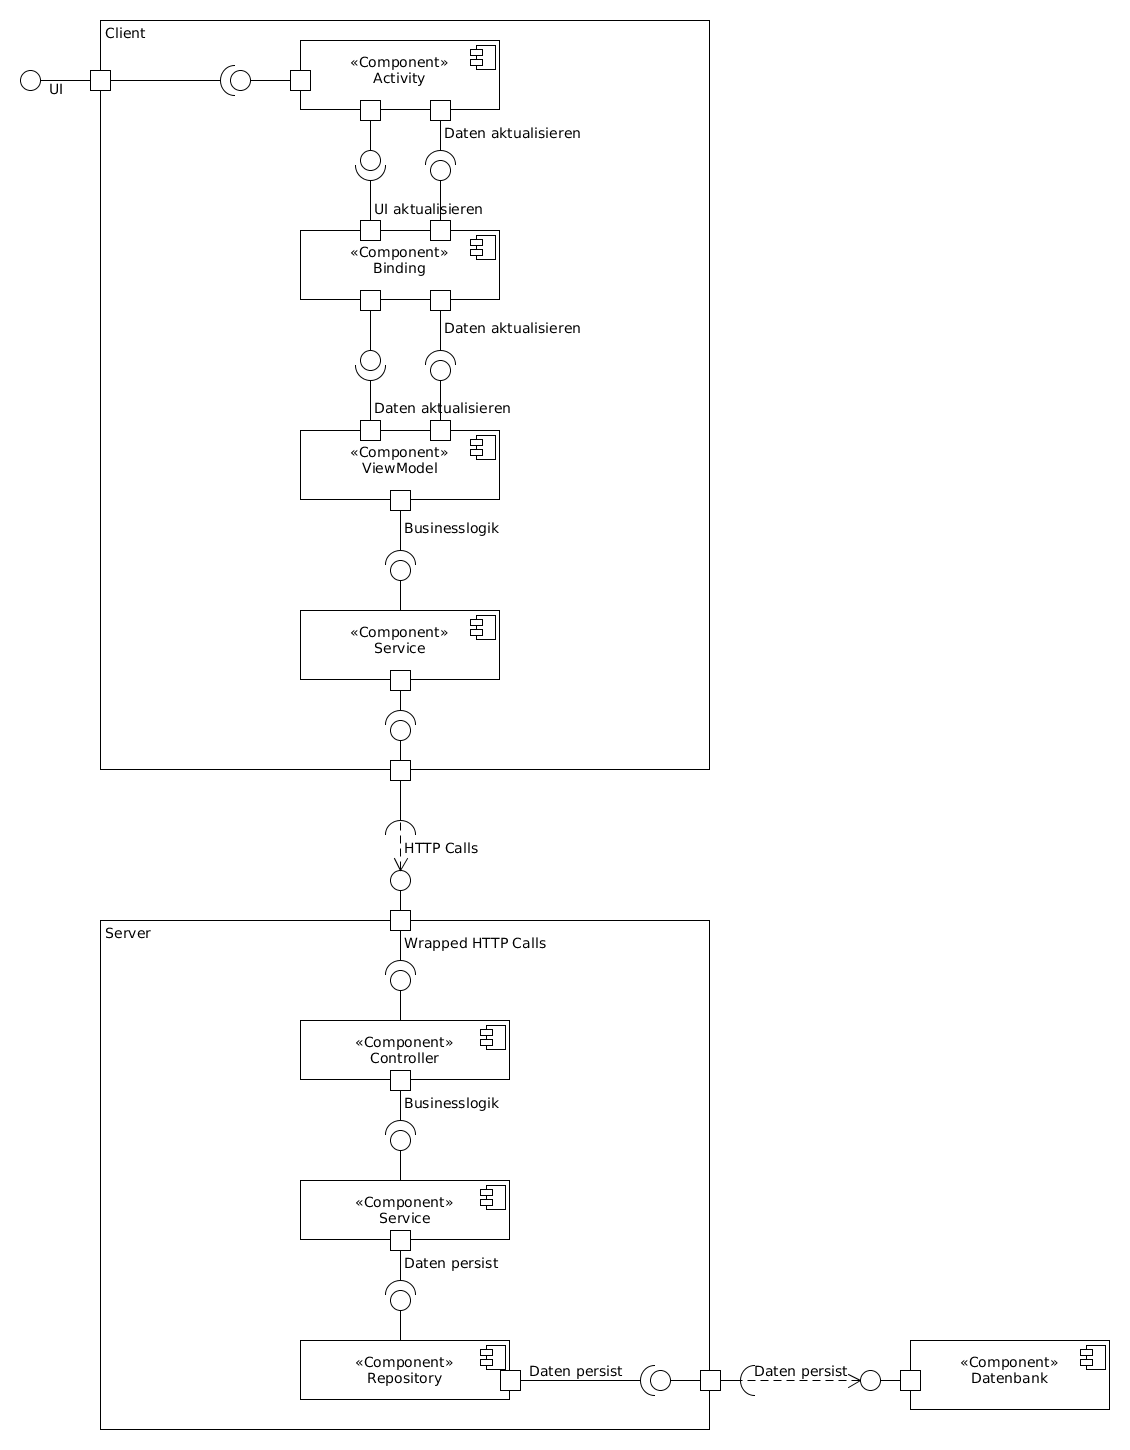 Client
«Component»
Activity
UI
Daten aktualisieren
UI aktualisieren
«Component»
Binding
Daten aktualisieren
Daten aktualisieren
«Component»
ViewModel
Businesslogik
«Component»
Service
HTTP Calls
Server
Wrapped HTTP Calls
«Component»
Controller
Businesslogik
«Component»
Service
Daten persist
«Component»
Repository
Daten persist
Daten persist
«Component»
Datenbank